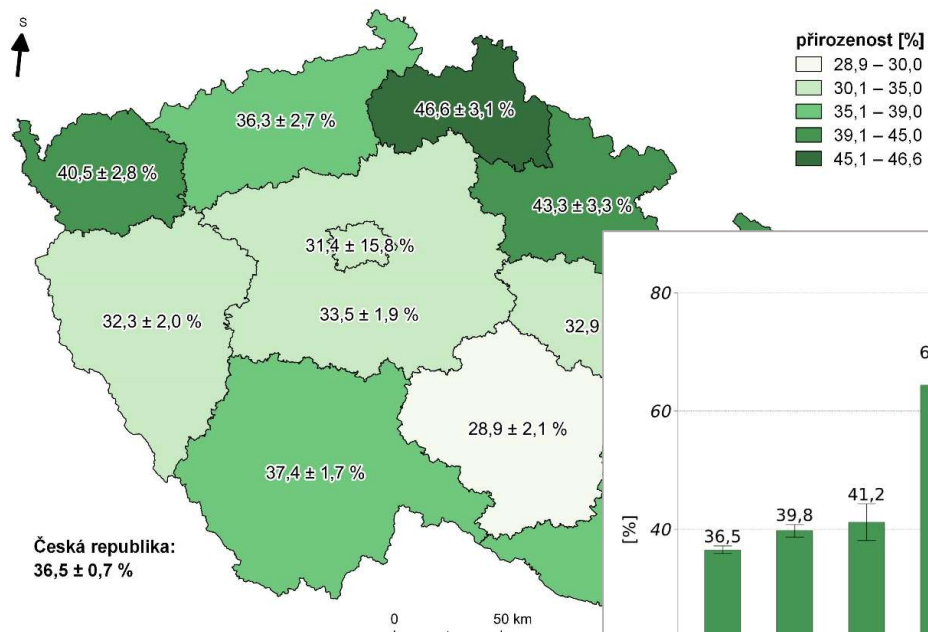 S
přirozenost [%]
28,9 – 30,0
30,1 – 35,0
35,1 – 39,0
39,1 – 45,0
45,1 – 46,6
36,3 ± 2,7 %
46,6 ± 3,1 %
40,5 ± 2,8 %
43,3 ± 3,3 %
31,4 ± 15,8 %
33,5 ± 1,9 %
32,3 ± 2,0 %
32,9
28,9 ± 2,1 %
37,4 ± 1,7 %
Česká republika:
36,5 ± 0,7 %
0 50 km
80
60
40
[%]
36,5
39,8
41,2
6